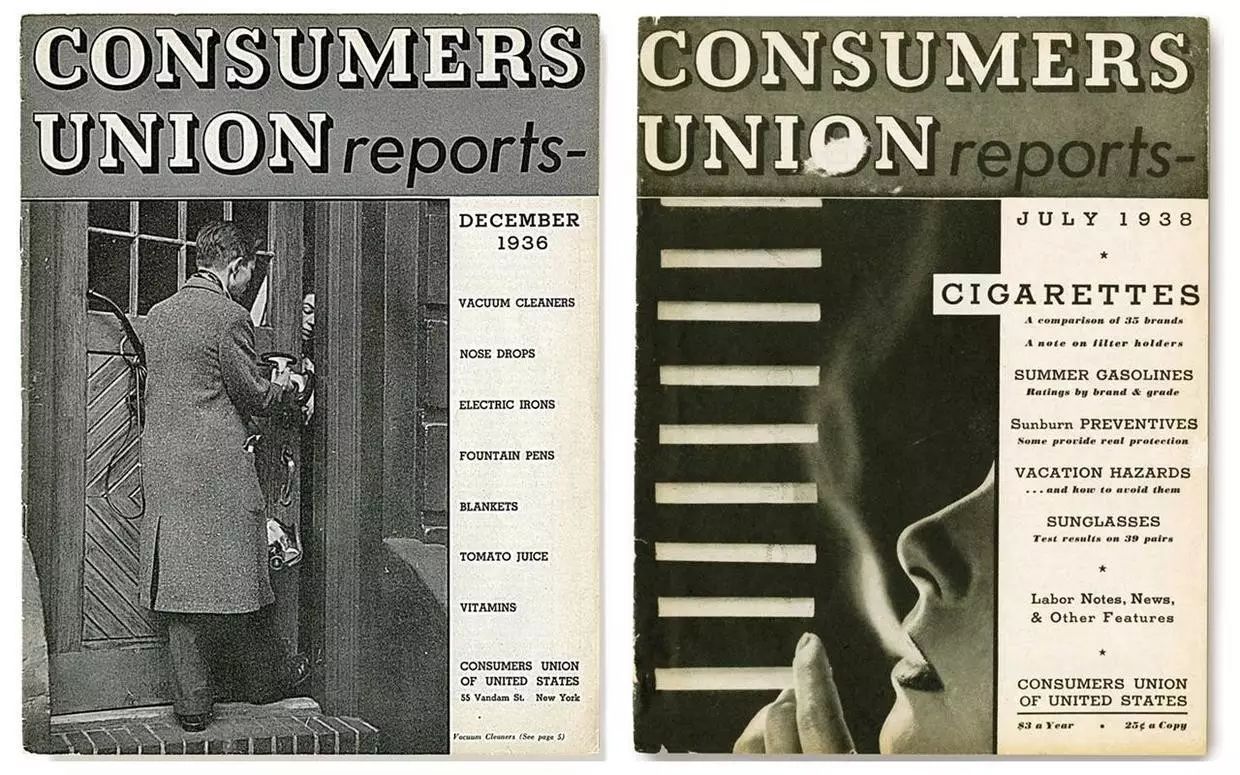 CONSUMERS
UNION reports-
DECEMBER
1936
VACUUM CLEANERS
NOSE DROPS
ELECTRIC IRONS
FOUNTAIN PENS
BLANKETS
TOMATO JUICE
VITAMINS
CONSUMERS UNION
OF UNITED STATES
55 Vandam St. New York
Vacuum Cleaners (See page 5)
CONSUMERS
UNION reports-
JULY 1938
CIGARETTES
A comparison of 35 brands
A note on filter holders
SUMMER GASOLINES
Ratings by brand & grade
Sunburn PREVENTIVES
Some provide real protection
VACATION HAZARDS
...and how to avoid them
SUNGLASSES
Test results on 39 pairs
Labor Notes, News,
& Other Features
CONSUMERS UNION
OF UNITED STATES
$3 a Year • 25¢ a Copy